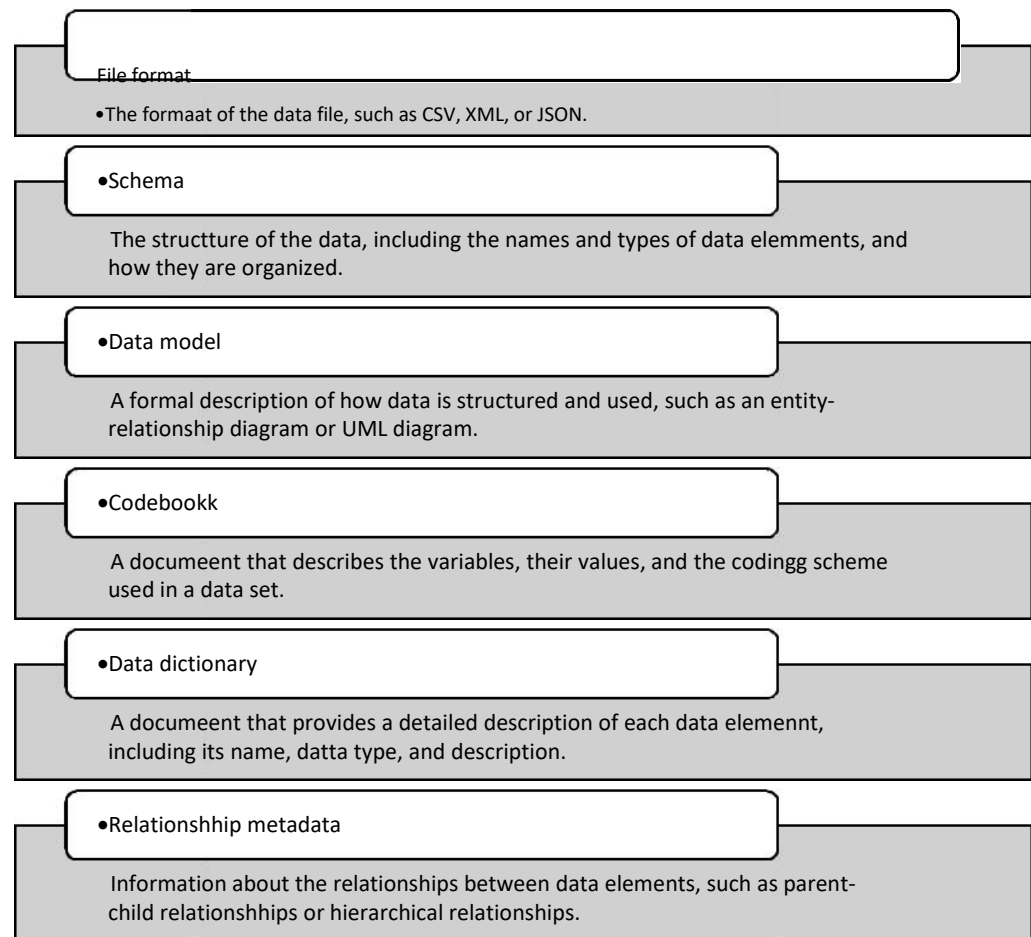 File format
•The formaat of the data file, such as CSV, XML, or JSON.
•Schema
The structture of the data, including the names and types of data elemments, and
how they are organized.
•Data model
A formal description of how data is structured and used, such as an entity-
relationship diagram or UML diagram.
•Codebookk
A documeent that describes the variables, their values, and the codingg scheme
used in a data set.
•Data dictionary
A documeent that provides a detailed description of each data elemennt,
including its name, datta type, and description.
•Relationshhip metadata
Information about the relationships between data elements, such as parent-
child relationshhips or hierarchical relationships.